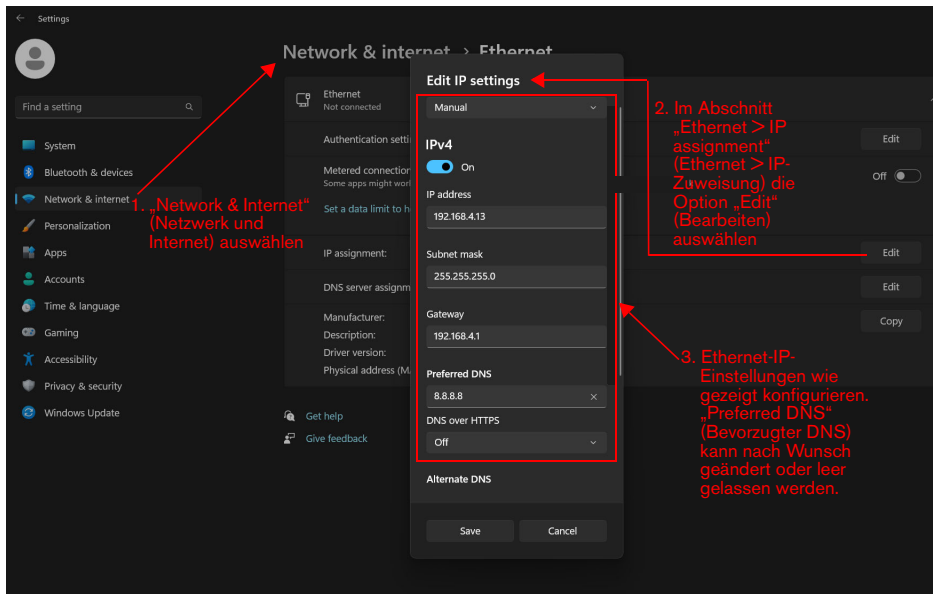 Settings
Network & internet > Ethernet
Find a setting
System
Bluetooth & devices
Network & internet
Personalization
Apps
Accounts
Time & language
Gaming
Accessibility
Privacy & security
Windows Update
1. „Network & Internet“
(Netzwerk und
Internet) auswählen
Ethernet
Not connected
Authentication setti
Metered connection
Some apps might worl
Set a data limit to h
IP assignment:
DNS server assignm
Manufacturer:
Description:
Driver version:
Physical address (MA
Get help
Give feedback
Edit IP settings
Manual
IPv4
On
IP address
192.168.4.13
Subnet mask
255.255.255.0
Gateway
192.168.4.1
Preferred DNS
8.8.8.8
DNS over HTTPS
Off
Alternate DNS
Save
Cancel
2. Im Abschnitt
„Ethernet > IP
assignment“
(Ethernet > IP-
Zuweisung) die
Option „Edit“
(Bearbeiten)
auswählen
Edit
Off
Edit
Edit
Copy
3. Ethernet-IP-
Einstellungen wie
gezeigt konfigurieren.
„Preferred DNS“
(Bevorzugter DNS)
kann nach Wunsch
geändert oder leer
gelassen werden.